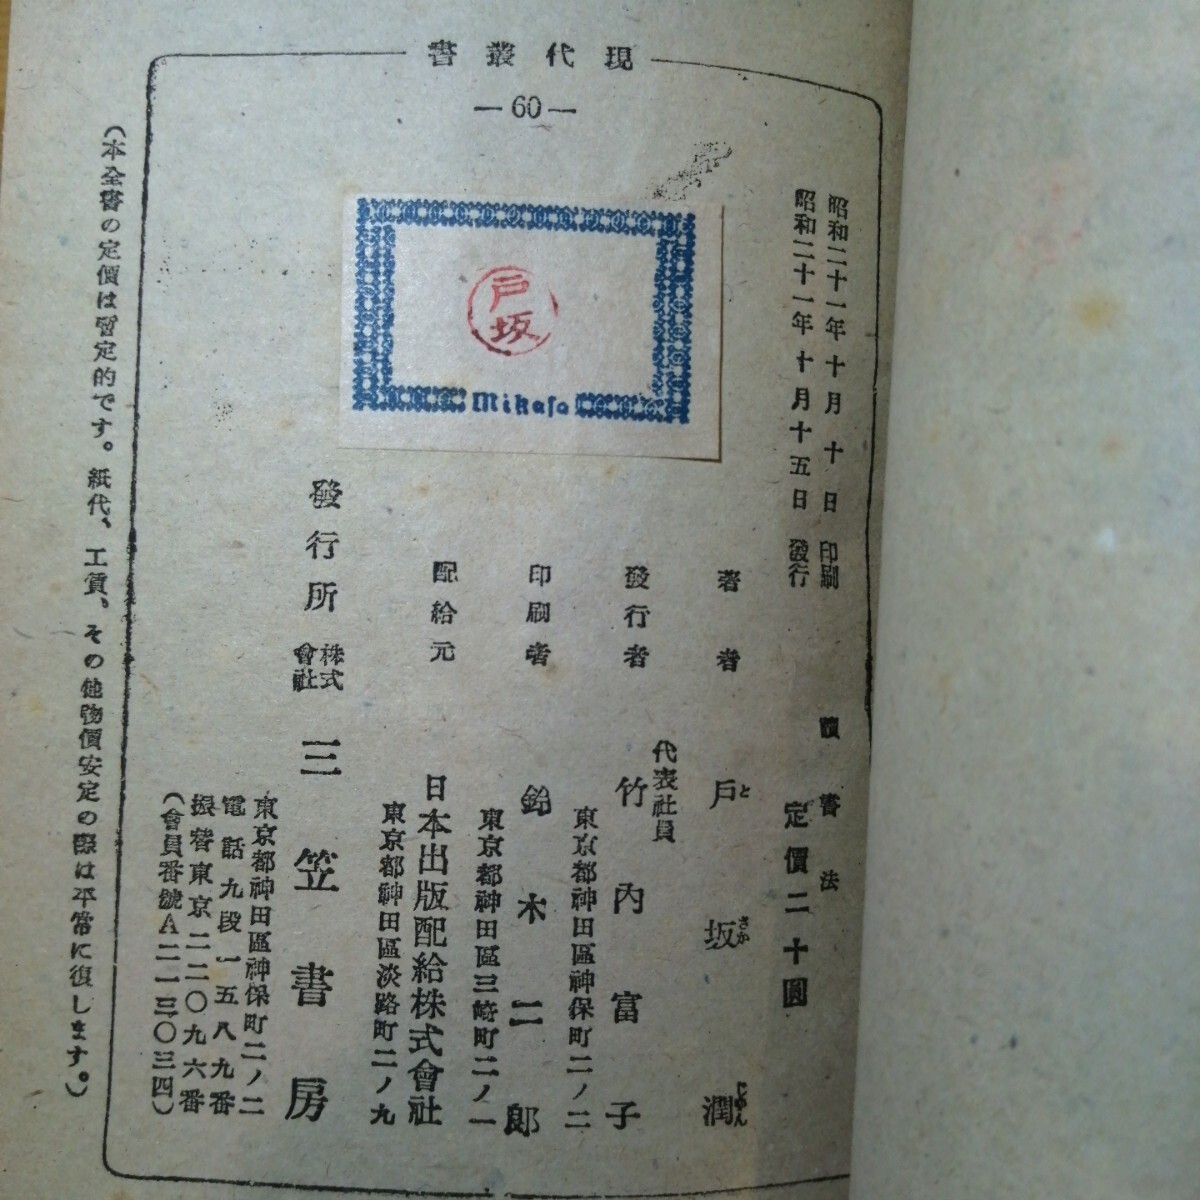 現代叢書
—60—
昭和二十一年十月十日 印刷
昭和二十一年十月十五日 發行
讀書法
定價二十圓
著者 戸坂潤
とさかじゅん
發行者 代表社員 竹内富子
東京都神田區神保町二ノ二
印刷者 鈴木二郎
東京都神田區三崎町二ノ一
配給元 日本出版配給株式會社
東京都神田區淡路町二ノ九
發行所 株式會社 三笠書房
東京都神田區神保町二ノ二
電話九段一五八九番
振替東京二二〇九六番
(會員番號A二一三〇三四)
戸坂
Mikasa
(本全書の定價は暫定的です。紙代、工賃、その他物價安定の際は平常に復します。)